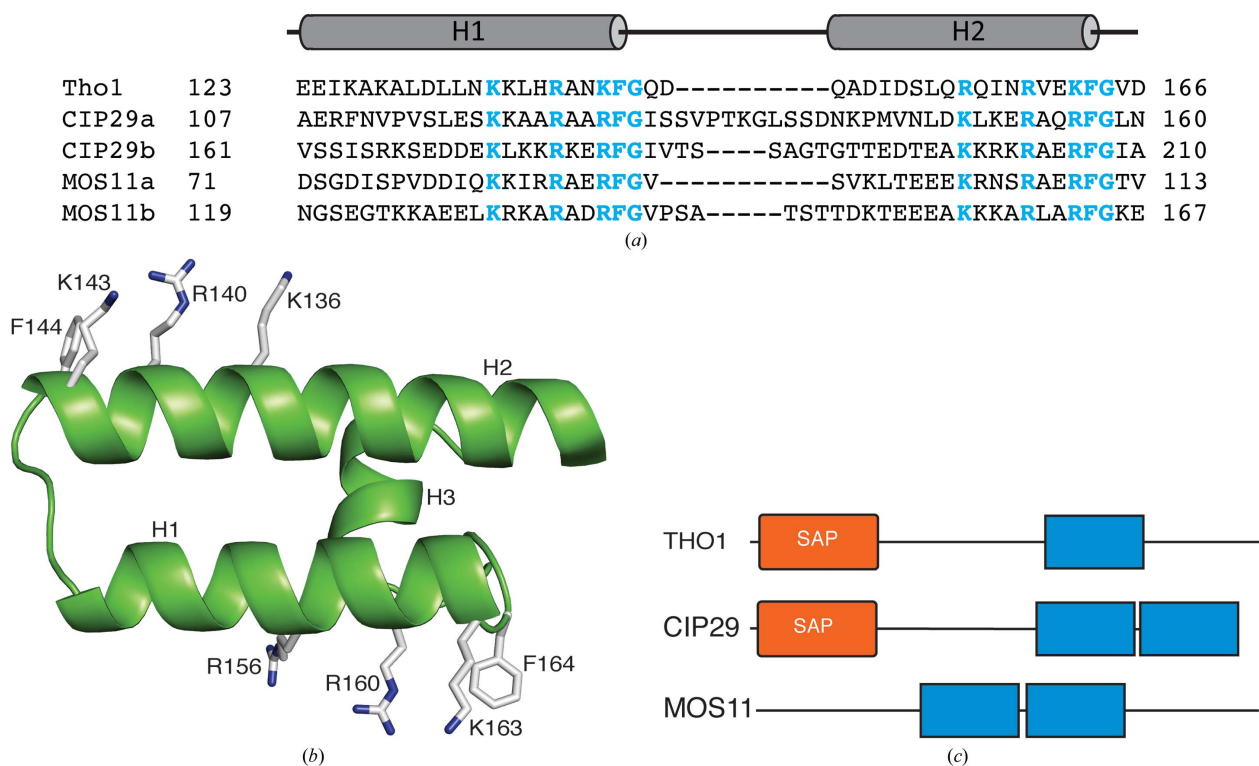 H1 H2
Tho1 123 EEIKAKALDLLNKKLHRANKFGQD----------QADIDSLQRQINRVEKFGVD 166
CIP29a 107 AERFNVPVSLESKKAARAARFGISSVPTKGLSSDNKPMVNLDKLKERAQRFGLN 160
CIP29b 161 VSSISRKSEDDEKLKKRKERFGIVTS----SAGTGTTEDTEAKKRKRAERFGIA 210
MOS11a 71 DSGDISPVDDIQKKIRRAERFGV-----------SVKLTEEEKRNSRAERFGTV 113
MOS11b 119 NGSEGTKKAEELKRKARADRFGVPSA-----TSTTDKTEEEAKKKARLARFGKE 167
(a)
K143
R140
K136
F144
H2
H3
H1
R156
R160
F164
K163
(b)
THO1 SAP
CIP29 SAP
MOS11
(c)